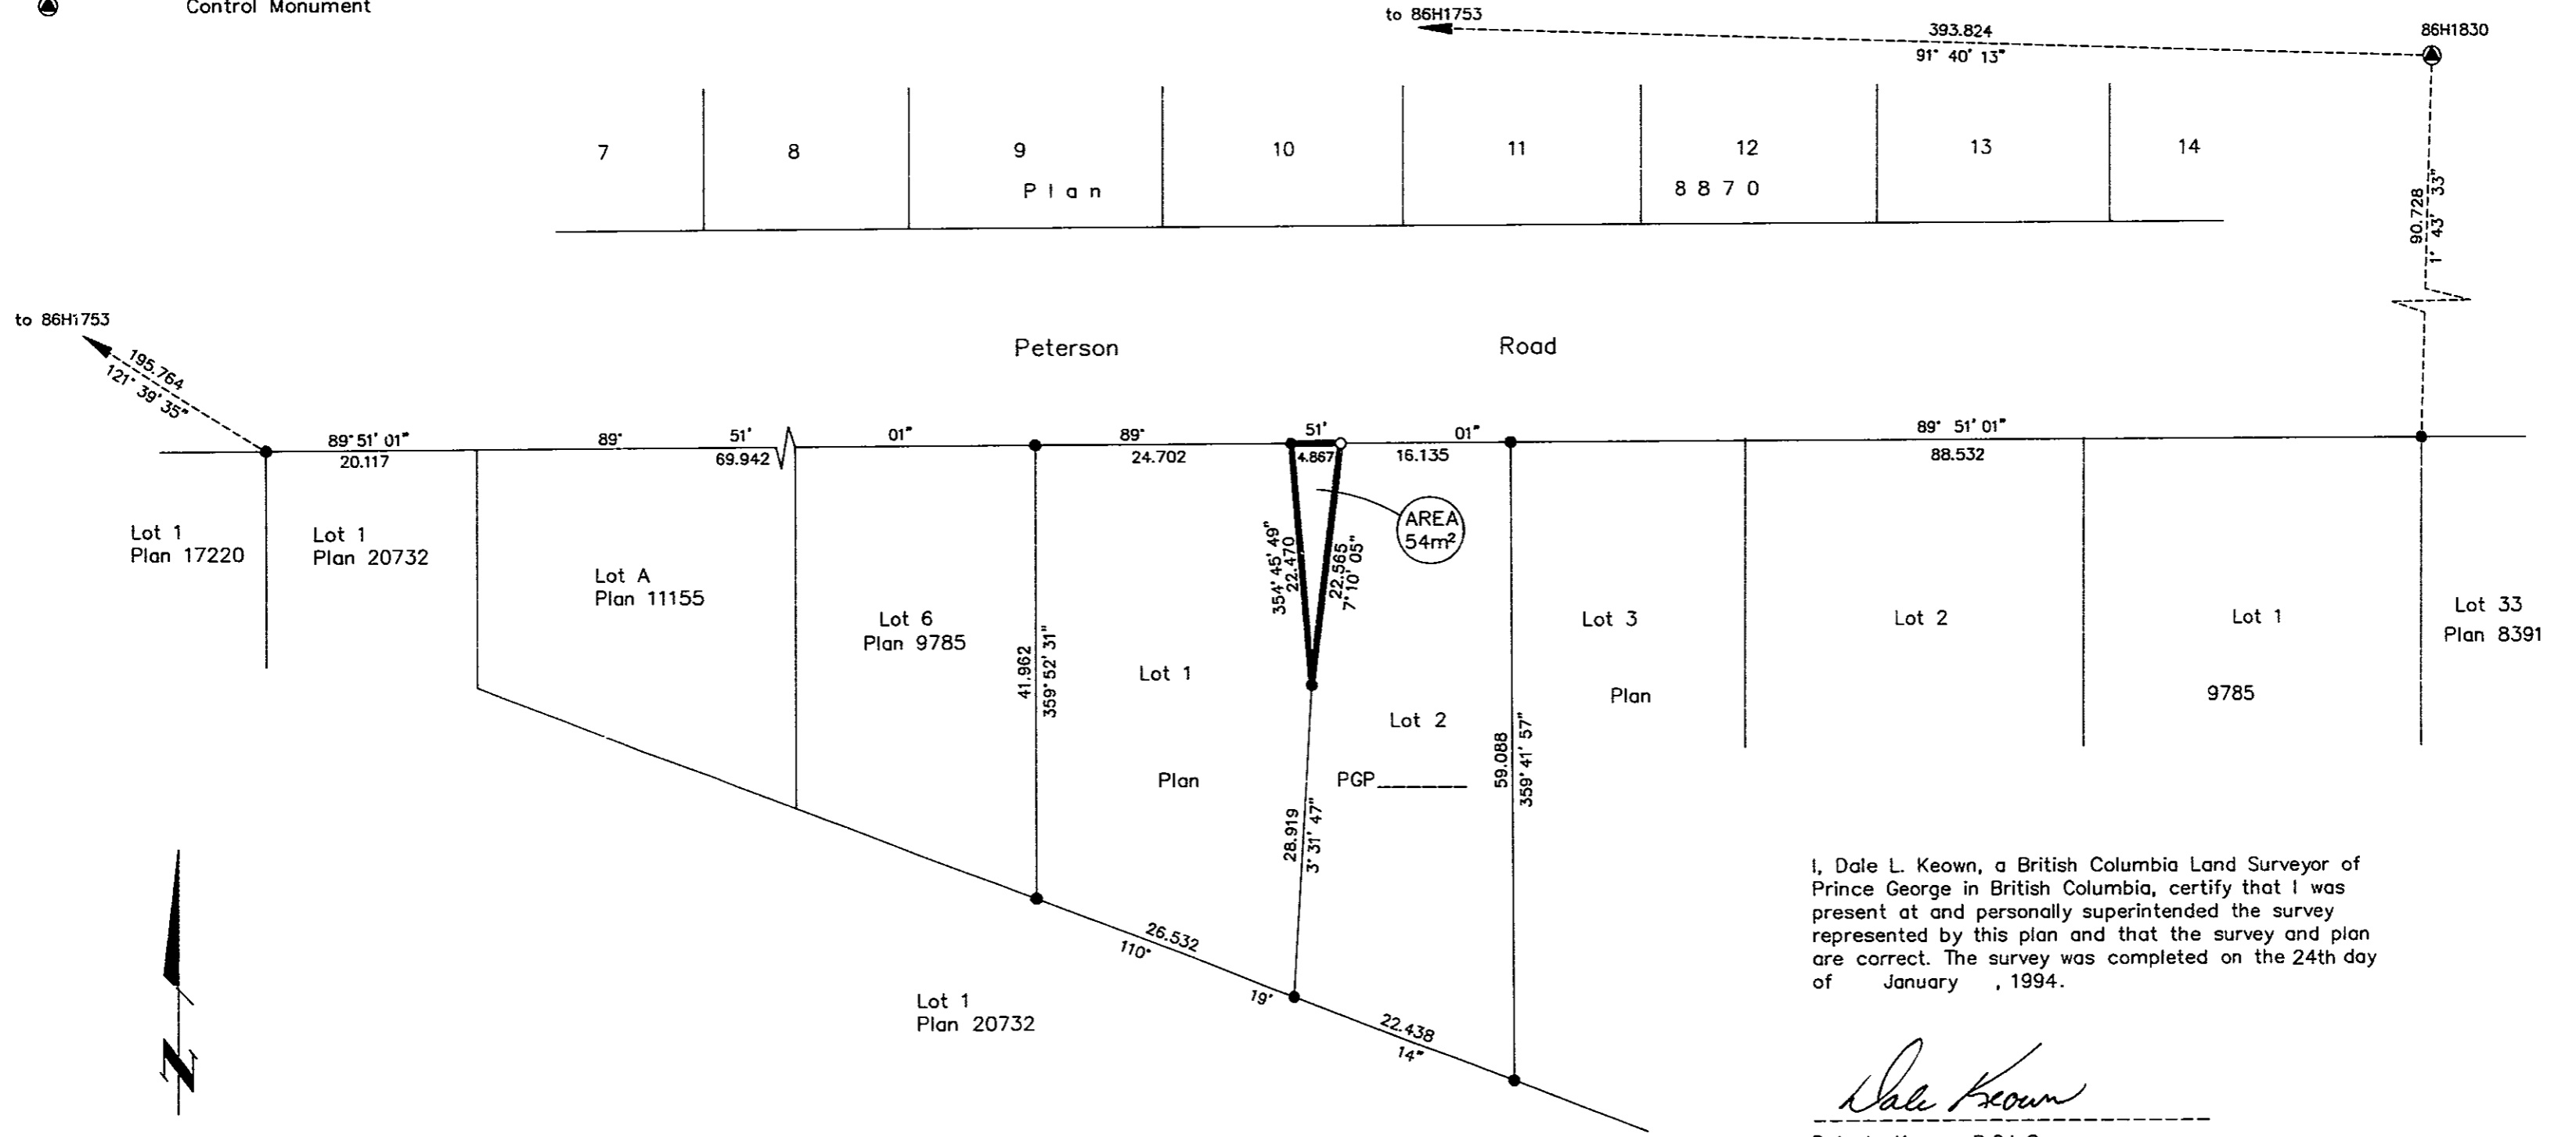 Control Monument
to 86H1753
393.824
86H1830
91° 40' 13"
7
8
9
10
11
12
13
14
Plan
8870
90.728
1° 43' 33"
to 86H1753
195.764
121° 39' 35"
Peterson Road
89° 51' 01"
89° 51' 01"
89° 51' 01"
89° 51' 01"
20.117
69.942
24.702
4.867
16.135
88.532
Lot 1
Plan 17220
Lot 1
Plan 20732
Lot A
Plan 11155
Lot 6
Plan 9785
41.962
359° 52' 31"
Lot 1
354° 45' 49"
22.470
22.565
7° 10' 05"
AREA
54m²
Lot 2
Plan
PGP______
28.919
3° 31' 47"
59.088
359° 41' 57"
Lot 3
Lot 2
Lot 1
Plan
9785
Lot 33
Plan 8391
26.532
110° 19' 14"
22.438
Lot 1
Plan 20732
N
I, Dale L. Keown, a British Columbia Land Surveyor of
Prince George in British Columbia, certify that I was
present at and personally superintended the survey
represented by this plan and that the survey and plan
are correct. The survey was completed on the 24th day
of January , 1994.
Dale Keown